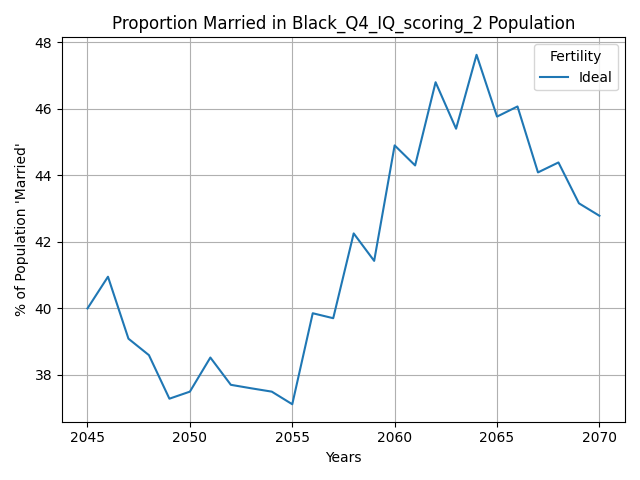 Proportion Married in Black_Q4_IQ_scoring_2 Population
48
46
44
42
40
38
% of Population 'Married'
Fertility
Ideal
2045 2050 2055 2060 2065 2070
Years